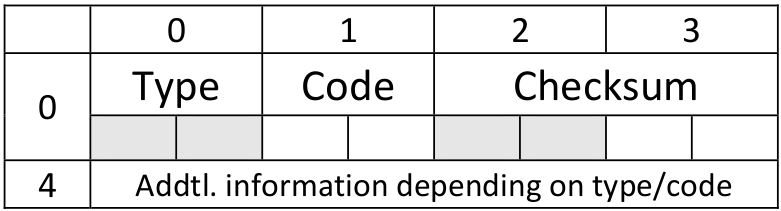 0 1 2 3
0 Type Code Checksum
4 Addtl. information depending on type/code